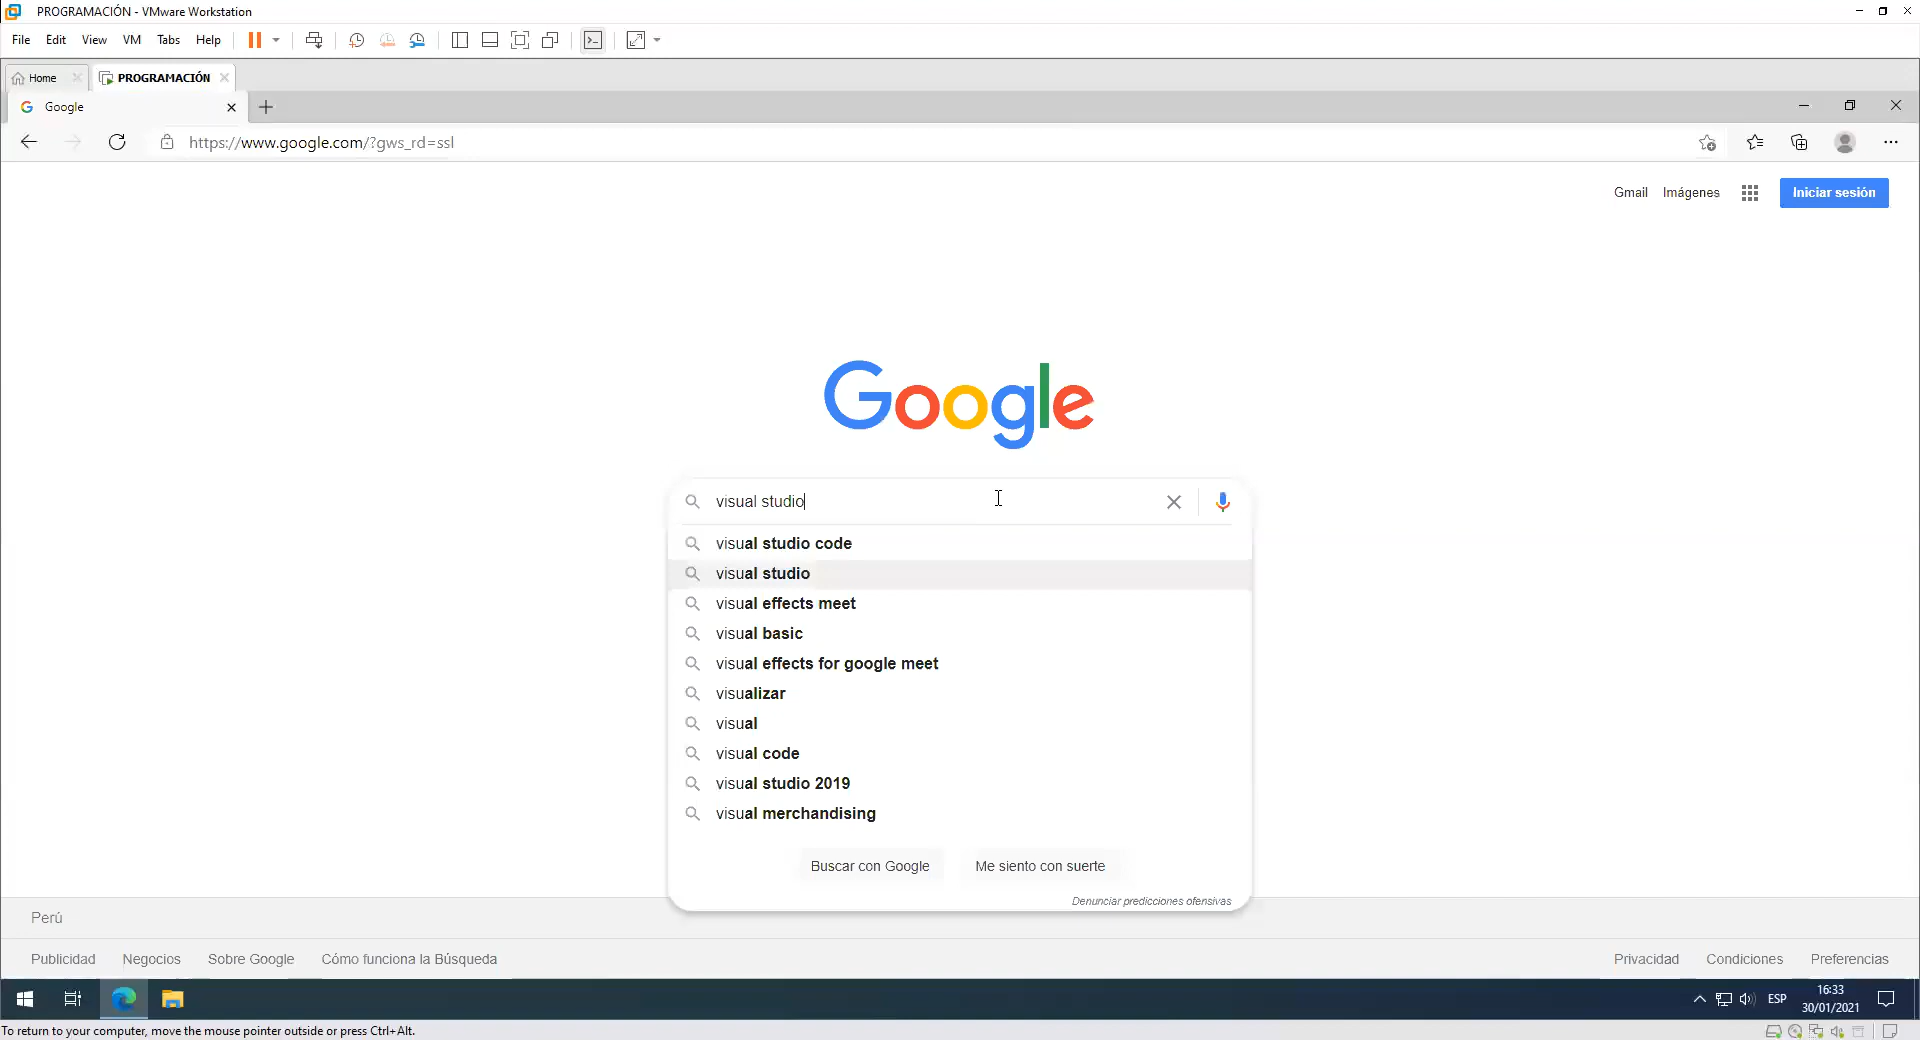 PROGRAMACIÓN - VMware Workstation
File Edit View VM Tabs Help
Home PROGRAMACIÓN
Google
https://www.google.com/?gws_rd=ssl
Gmail Imágenes Iniciar sesión
Google
visual studio
visual studio code
visual studio
visual effects meet
visual basic
visual effects for google meet
visualizar
visual
visual code
visual studio 2019
visual merchandising
Buscar con Google Me siento con suerte
Denunciar predicciones ofensivas
Perú
Publicidad Negocios Sobre Google Cómo funciona la Búsqueda Privacidad Condiciones Preferencias
ESP 16:33
30/01/2021
To return to your computer, move the mouse pointer outside or press Ctrl+Alt.